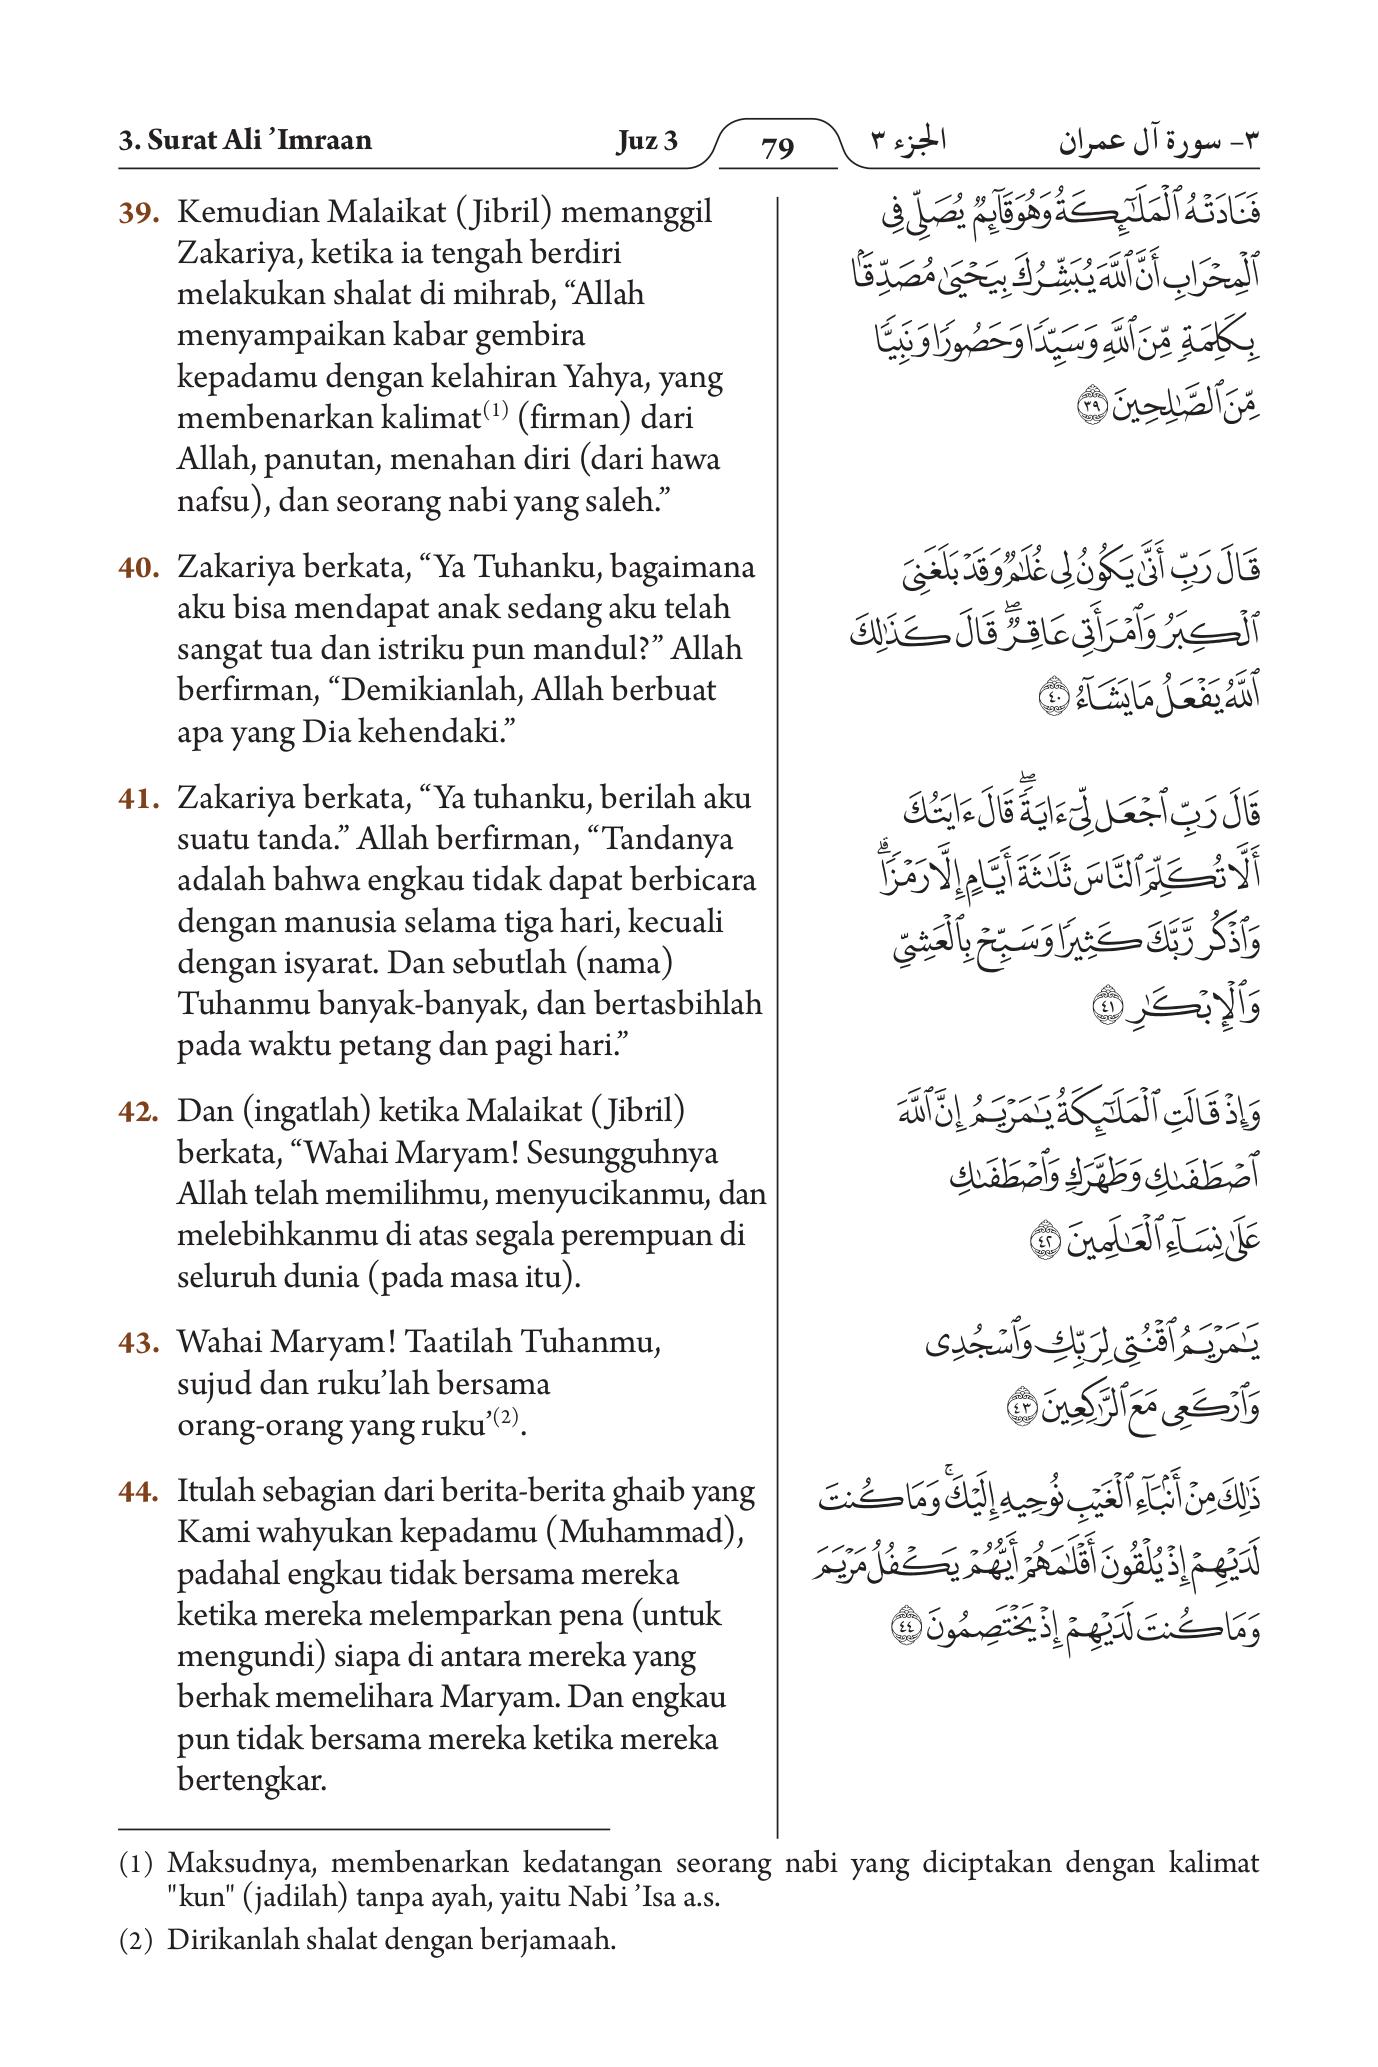 3. Surat Ali ’Imraan
Juz 3
79
الجزء ٣
٣- سورة آل عمران
39. Kemudian Malaikat (Jibril) memanggil
Zakariya, ketika ia tengah berdiri
melakukan shalat di mihrab, “Allah
menyampaikan kabar gembira
kepadamu dengan kelahiran Yahya, yang
membenarkan kalimat(1) (firman) dari
Allah, panutan, menahan diri (dari hawa
nafsu), dan seorang nabi yang saleh.”
فَنَادَتْهُ ٱلْمَلَـٰٓئِكَةُ وَهُوَ قَآئِمٌ يُصَلِّى فِى
ٱلْمِحْرَابِ أَنَّ ٱللَّهَ يُبَشِّرُكَ بِيَحْيَىٰ مُصَدِّقًۢا
بِكَلِمَةٍ مِّنَ ٱللَّهِ وَسَيِّدًا وَحَصُورًا وَنَبِيًّا
مِّنَ ٱلصَّـٰلِحِينَ ٣٩
40. Zakariya berkata, “Ya Tuhanku, bagaimana
aku bisa mendapat anak sedang aku telah
sangat tua dan istriku pun mandul?” Allah
berfirman, “Demikianlah, Allah berbuat
apa yang Dia kehendaki.”
قَالَ رَبِّ أَنَّىٰ يَكُونُ لِى غُلَـٰمٌ وَقَدْ بَلَغَنِىَ
ٱلْكِبَرُ وَٱمْرَأَتِى عَاقِرٌ ۖ قَالَ كَذَٰلِكَ
ٱللَّهُ يَفْعَلُ مَا يَشَآءُ ٤٠
41. Zakariya berkata, “Ya tuhanku, berilah aku
suatu tanda.” Allah berfirman, “Tandanya
adalah bahwa engkau tidak dapat berbicara
dengan manusia selama tiga hari, kecuali
dengan isyarat. Dan sebutlah (nama)
Tuhanmu banyak-banyak, dan bertasbihlah
pada waktu petang dan pagi hari.”
قَالَ رَبِّ ٱجْعَل لِّىٓ ءَايَةً ۖ قَالَ ءَايَتُكَ
أَلَّا تُكَلِّمَ ٱلنَّاسَ ثَلَـٰثَةَ أَيَّامٍ إِلَّا رَمْزًا ۗ
وَٱذْكُر رَّبَّكَ كَثِيرًا وَسَبِّحْ بِٱلْعَشِىِّ
وَٱلْإِبْكَـٰرِ ٤١
42. Dan (ingatlah) ketika Malaikat (Jibril)
berkata, “Wahai Maryam! Sesungguhnya
Allah telah memilihmu, menyucikanmu, dan
melebihkanmu di atas segala perempuan di
seluruh dunia (pada masa itu).
وَإِذْ قَالَتِ ٱلْمَلَـٰٓئِكَةُ يَـٰمَرْيَمُ إِنَّ ٱللَّهَ
ٱصْطَفَىٰكِ وَطَهَّرَكِ وَٱصْطَفَىٰكِ
عَلَىٰ نِسَآءِ ٱلْعَـٰلَمِينَ ٤٢
43. Wahai Maryam! Taatilah Tuhanmu,
sujud dan ruku’lah bersama
orang-orang yang ruku’(2).
يَـٰمَرْيَمُ ٱقْنُتِى لِرَبِّكِ وَٱسْجُدِى
وَٱرْكَعِى مَعَ ٱلرَّٰكِعِينَ ٤٣
44. Itulah sebagian dari berita-berita ghaib yang
Kami wahyukan kepadamu (Muhammad),
padahal engkau tidak bersama mereka
ketika mereka melemparkan pena (untuk
mengundi) siapa di antara mereka yang
berhak memelihara Maryam. Dan engkau
pun tidak bersama mereka ketika mereka
bertengkar.
ذَٰلِكَ مِنْ أَنۢبَآءِ ٱلْغَيْبِ نُوحِيهِ إِلَيْكَ ۚ وَمَا كُنتَ
لَدَيْهِمْ إِذْ يُلْقُونَ أَقْلَـٰمَهُمْ أَيُّهُمْ يَكْفُلُ مَرْيَمَ
وَمَا كُنتَ لَدَيْهِمْ إِذْ يَخْتَصِمُونَ ٤٤
(1) Maksudnya, membenarkan kedatangan seorang nabi yang diciptakan dengan kalimat
"kun" (jadilah) tanpa ayah, yaitu Nabi ’Isa a.s.
(2) Dirikanlah shalat dengan berjamaah.